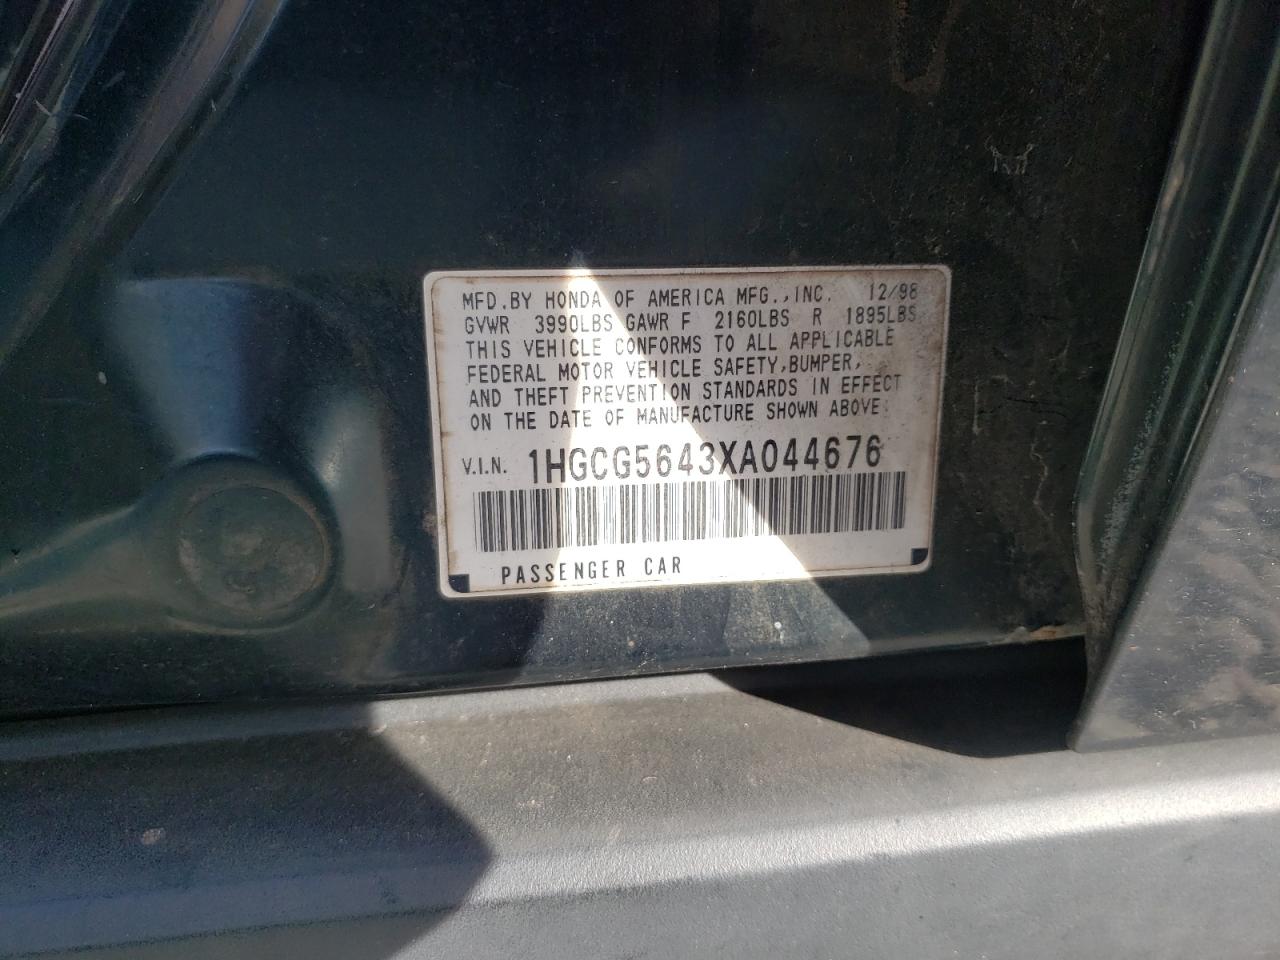 MFD.BY HONDA OF AMERICA MFG.,INC. 12/98
GVWR 3990LBS GAWR F 2160LBS R 1895LBS
THIS VEHICLE CONFORMS TO ALL APPLICABLE
FEDERAL MOTOR VEHICLE SAFETY,BUMPER,
AND THEFT PREVENTION STANDARDS IN EFFECT
ON THE DATE OF MANUFACTURE SHOWN ABOVE
V.I.N. 1HGCG5643XA044676
PASSENGER CAR